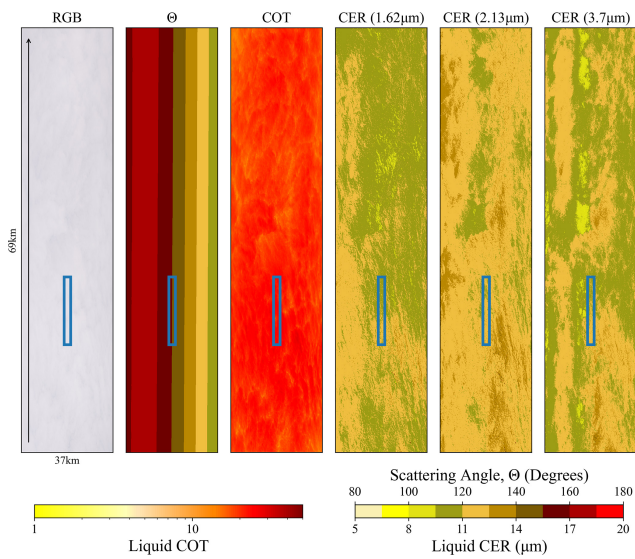 RGB
Θ
COT
CER (1.62μm)
CER (2.13μm)
CER (3.7μm)
69km
37km
1
10
Liquid COT
Scattering Angle, Θ (Degrees)
80 100 120 140 160 180
5 8 11 14 17 20
Liquid CER (μm)